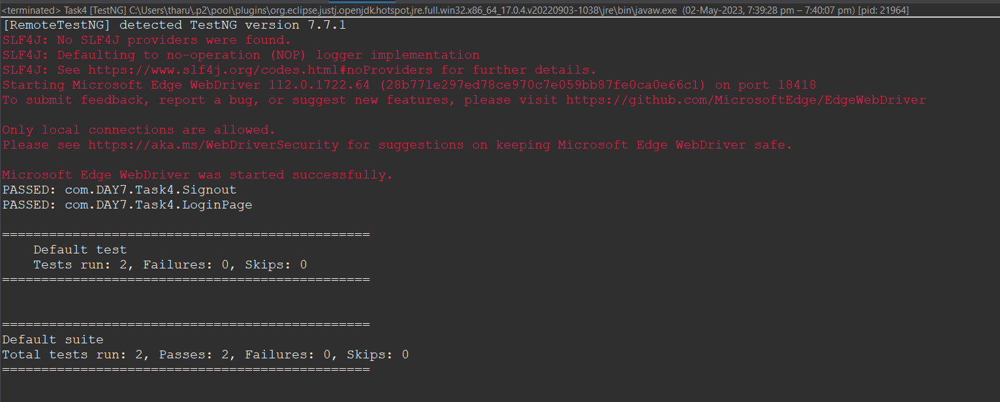 <terminated> Task4 [TestNG] C:\Users\tharu\.p2\pool\plugins\org.eclipse.justj.openjdk.hotspot.jre.full.win32.x86_64_17.0.4.v20220903-1038\jre\bin\javaw.exe (02-May-2023, 7:39:28 pm – 7:40:07 pm) [pid: 21964]
[RemoteTestNG] detected TestNG version 7.7.1
SLF4J: No SLF4J providers were found.
SLF4J: Defaulting to no-operation (NOP) logger implementation
SLF4J: See https://www.slf4j.org/codes.html#noProviders for further details.
Starting Microsoft Edge WebDriver 112.0.1722.64 (28b771e297ed78ce970c7e059bb87fe0ca0e66c1) on port 18418
To submit feedback, report a bug, or suggest new features, please visit https://github.com/MicrosoftEdge/EdgeWebDriver
Only local connections are allowed.
Please see https://aka.ms/WebDriverSecurity for suggestions on keeping Microsoft Edge WebDriver safe.
Microsoft Edge WebDriver was started successfully.
PASSED: com.DAY7.Task4.Signout
PASSED: com.DAY7.Task4.LoginPage
===============================================
Default test
Tests run: 2, Failures: 0, Skips: 0
===============================================
===============================================
Default suite
Total tests run: 2, Passes: 2, Failures: 0, Skips: 0
===============================================